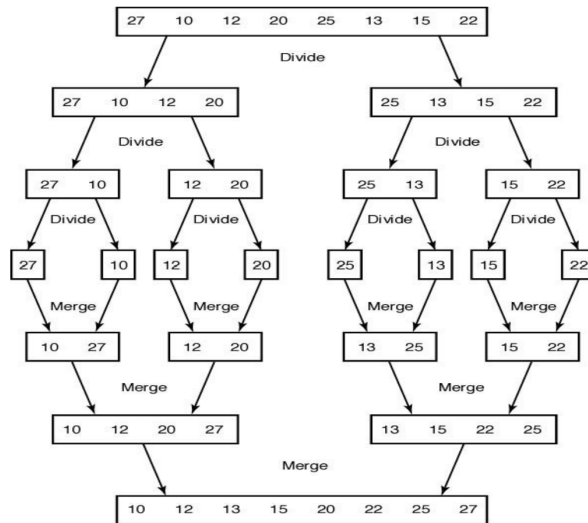 27 10 12 20 25 13 15 22
Divide
27 10 12 20 25 13 15 22
Divide Divide
27 10 12 20 25 13 15 22
Divide Divide Divide Divide
27 10 12 20 25 13 15 22
Merge Merge Merge Merge
10 27 12 20 13 25 15 22
Merge Merge
10 12 20 27 13 15 22 25
Merge
10 12 13 15 20 22 25 27